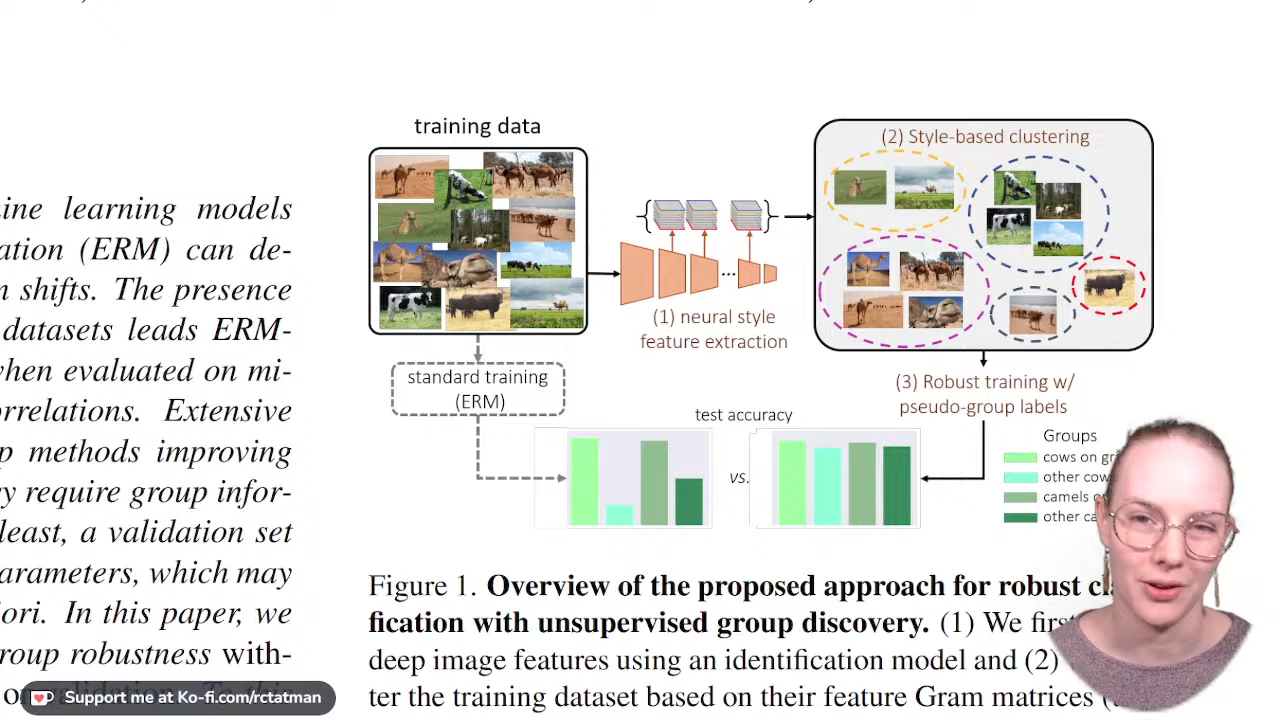 ine learning models
ation (ERM) can de-
n shifts. The presence
datasets leads ERM-
when evaluated on mi-
orrelations. Extensive
p methods improving
y require group infor-
least, a validation set
arameters, which may
iori. In this paper, we
roup robustness with-
training data
(2) Style-based clustering
(1) neural style
feature extraction
standard training
(ERM)
(3) Robust training w/
pseudo-group labels
test accuracy
vs.
Groups
cows on gr
other cow
camels o
other ca
Figure 1. Overview of the proposed approach for robust cl
fication with unsupervised group discovery. (1) We firs
deep image features using an identification model and (2)
ter the training dataset based on their feature Gram matrices (
Support me at Ko-fi.com/rctatman